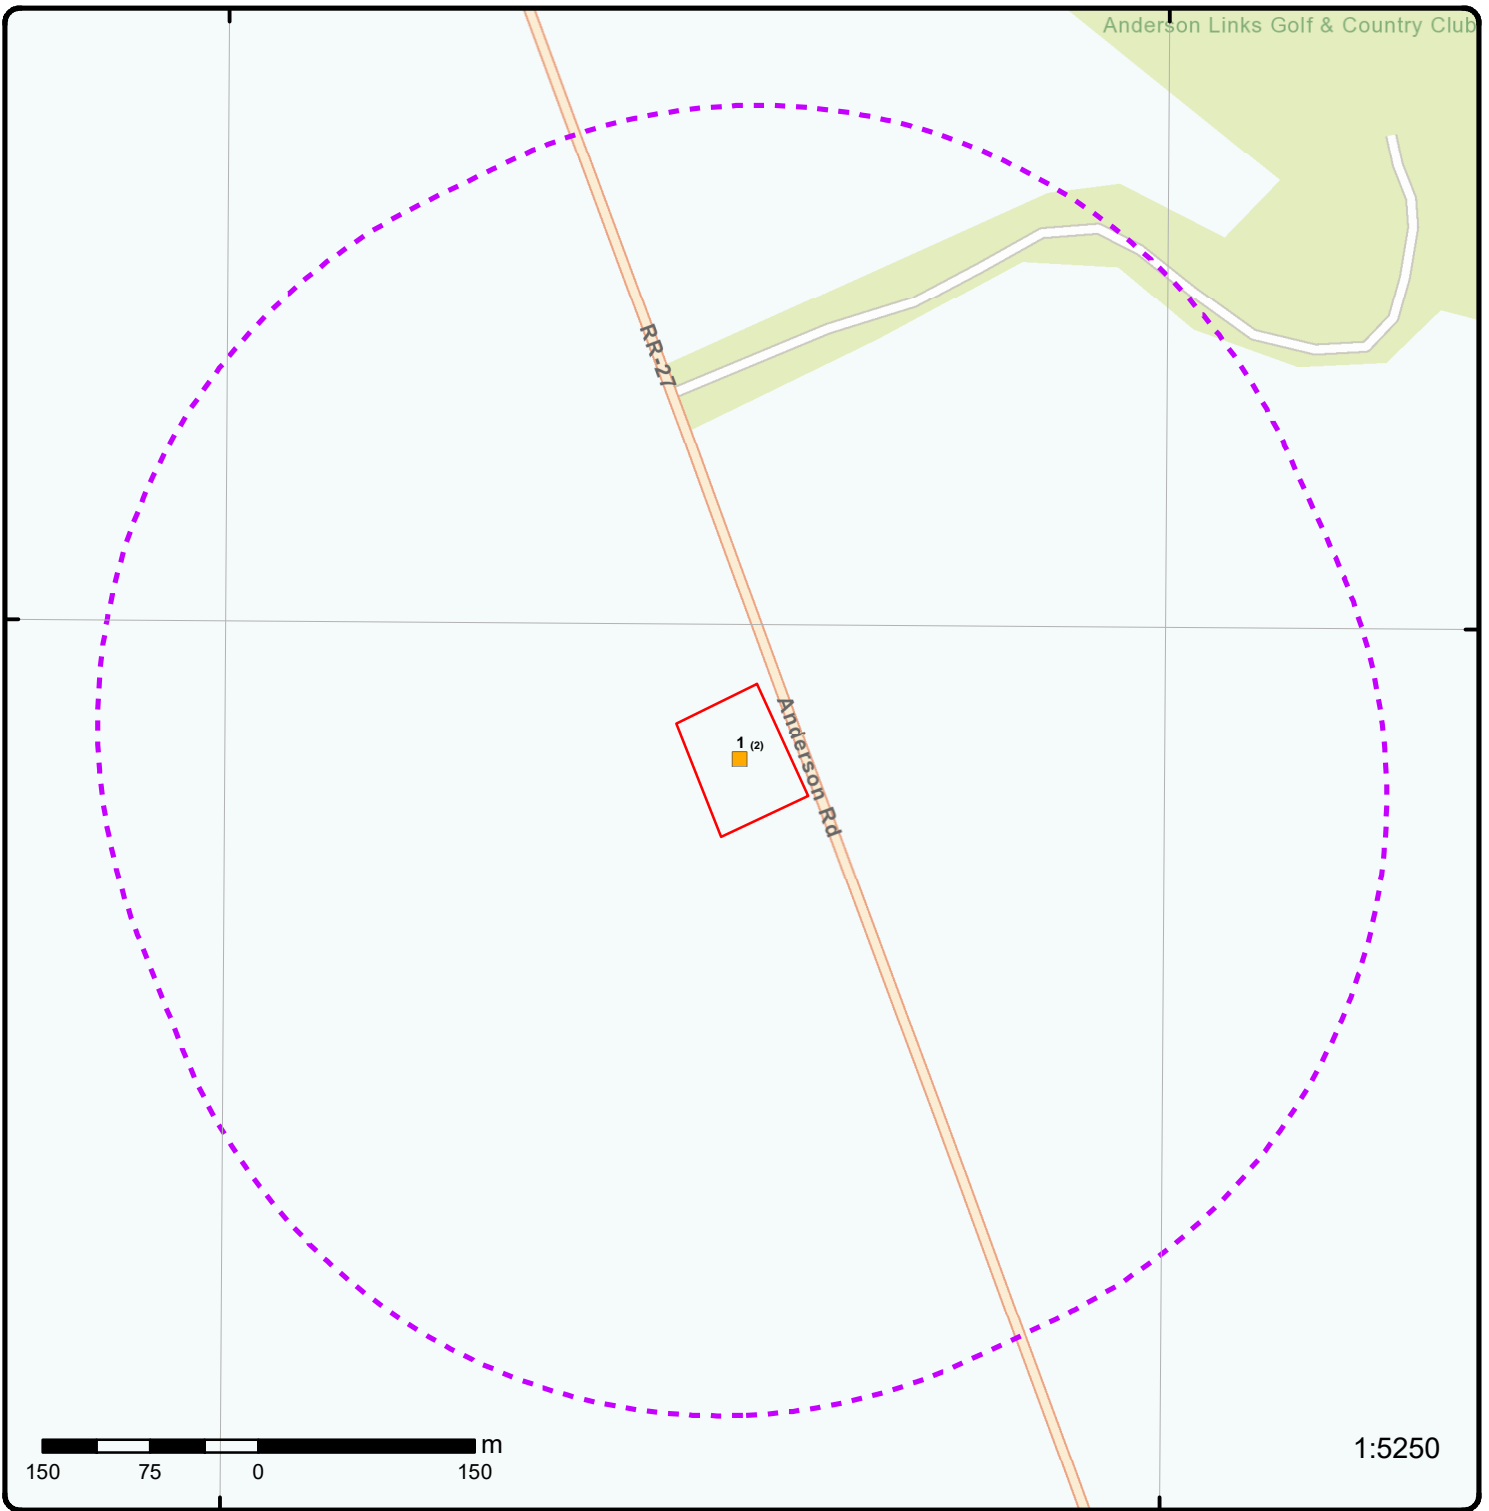 Anderson Links Golf & Country Club
RR-27
1 (2)
Anderson Rd
m
150 75 0 150
1:5250